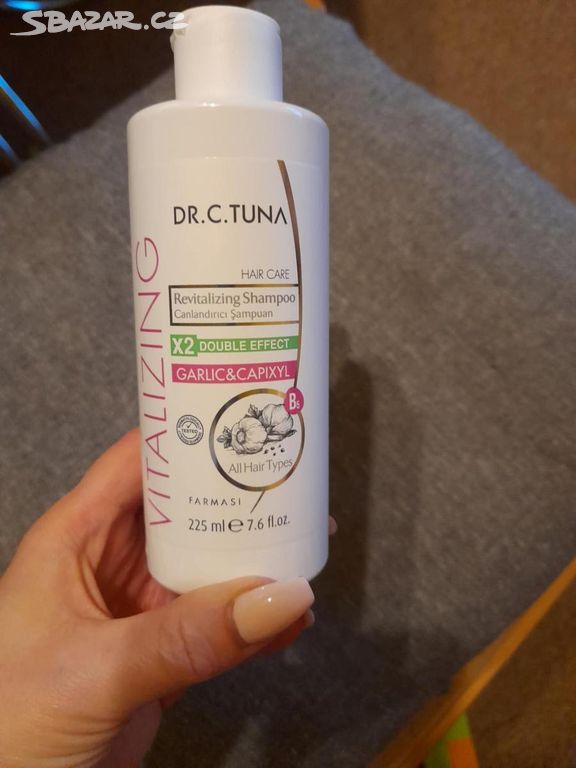 SBAZAR.CZ
DR.C.TUNA
VITALIZING
HAIR CARE
Revitalizing Shampoo
Canlandırıcı Şampuan
X2 DOUBLE EFFECT
GARLIC&CAPIXYL
B5
TESTED
All Hair Types
FARMASI
225 ml e 7.6 fl.oz.